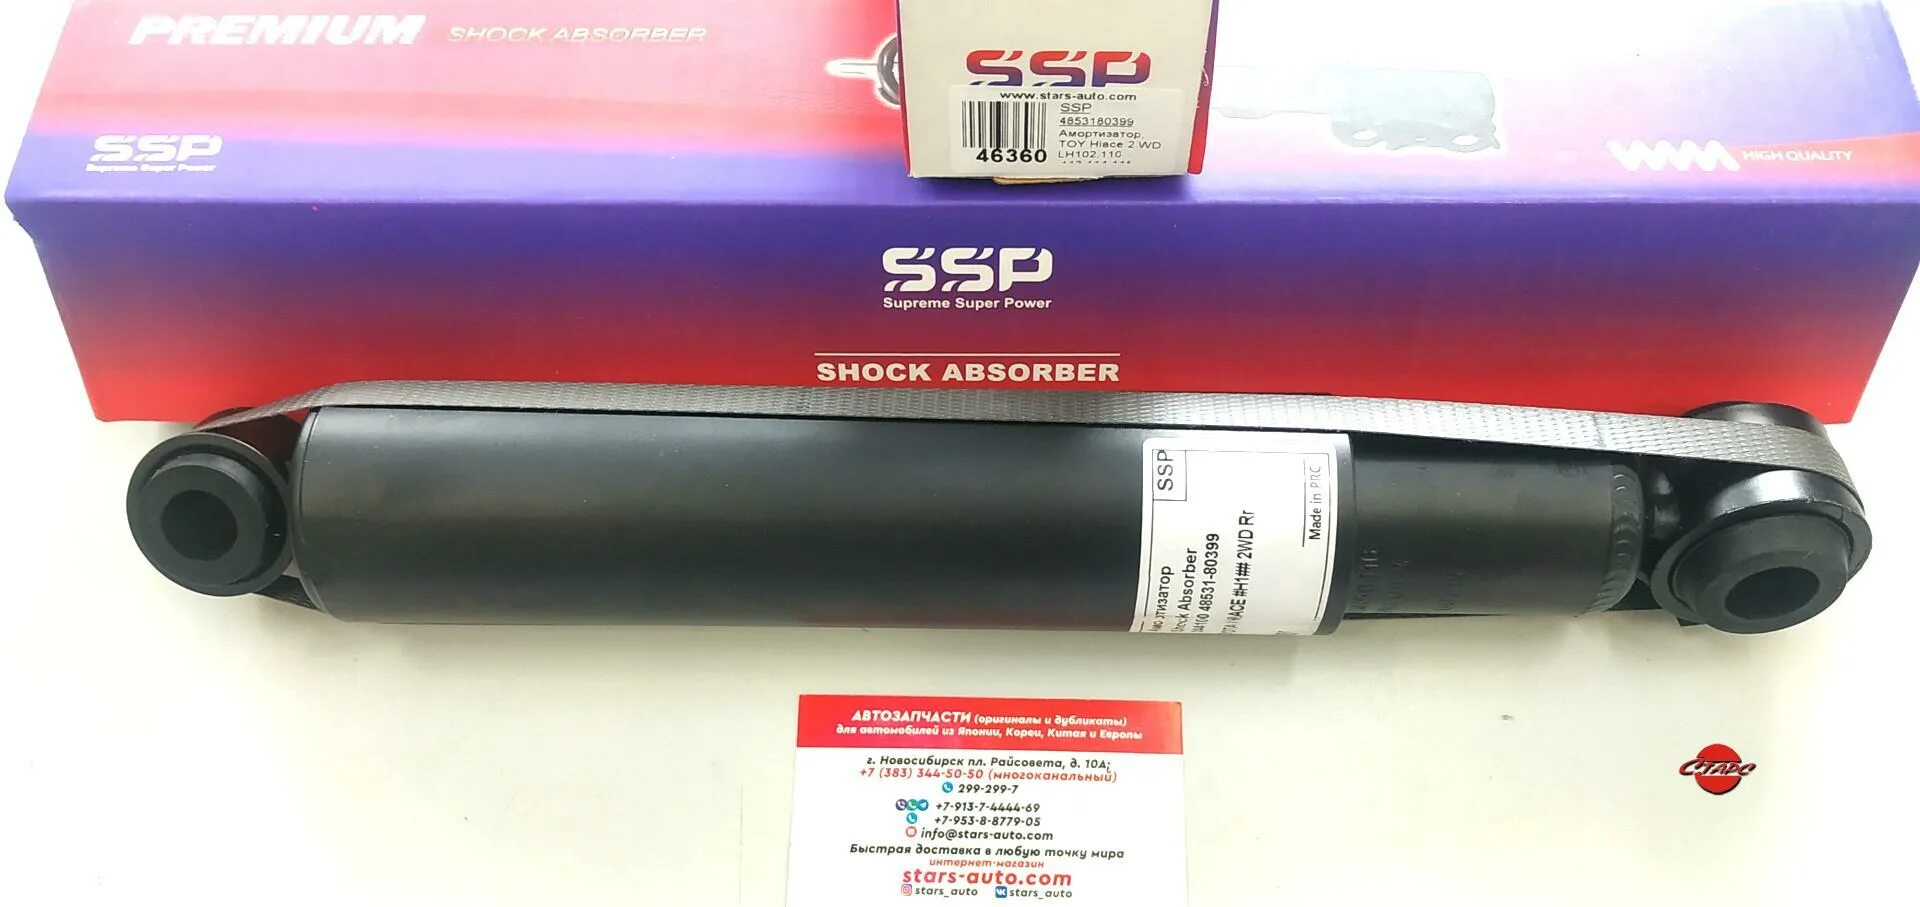 PREMIUM SHOCK ABSORBER
SSP
Supreme Super Power
SSP
www.stars-auto.com
SSP
4853180399
Амортизатор,
TOY Hiace 2 WD
LH102,110
46360
HIGH QUALITY
SSP
Supreme Super Power
SHOCK ABSORBER
SSP
Absorber
48531-80399
#H1## 2WD Rr
Made in PRC
АВТОЗАПЧАСТИ (оригиналы и дубликаты)
для автомобилей из Японии, Кореи, Китая и Европы
г. Новосибирск пл. Райсовета, д. 10А;
+7 (383) 344-50-50 (многоканальный)
299-299-7
+7-913-7-4444-69
+7-953-8-8779-05
info@stars-auto.com
Быстрая доставка в любую точку мира
интернет-магазин
stars-auto.com
stars_auto stars_auto
Старс